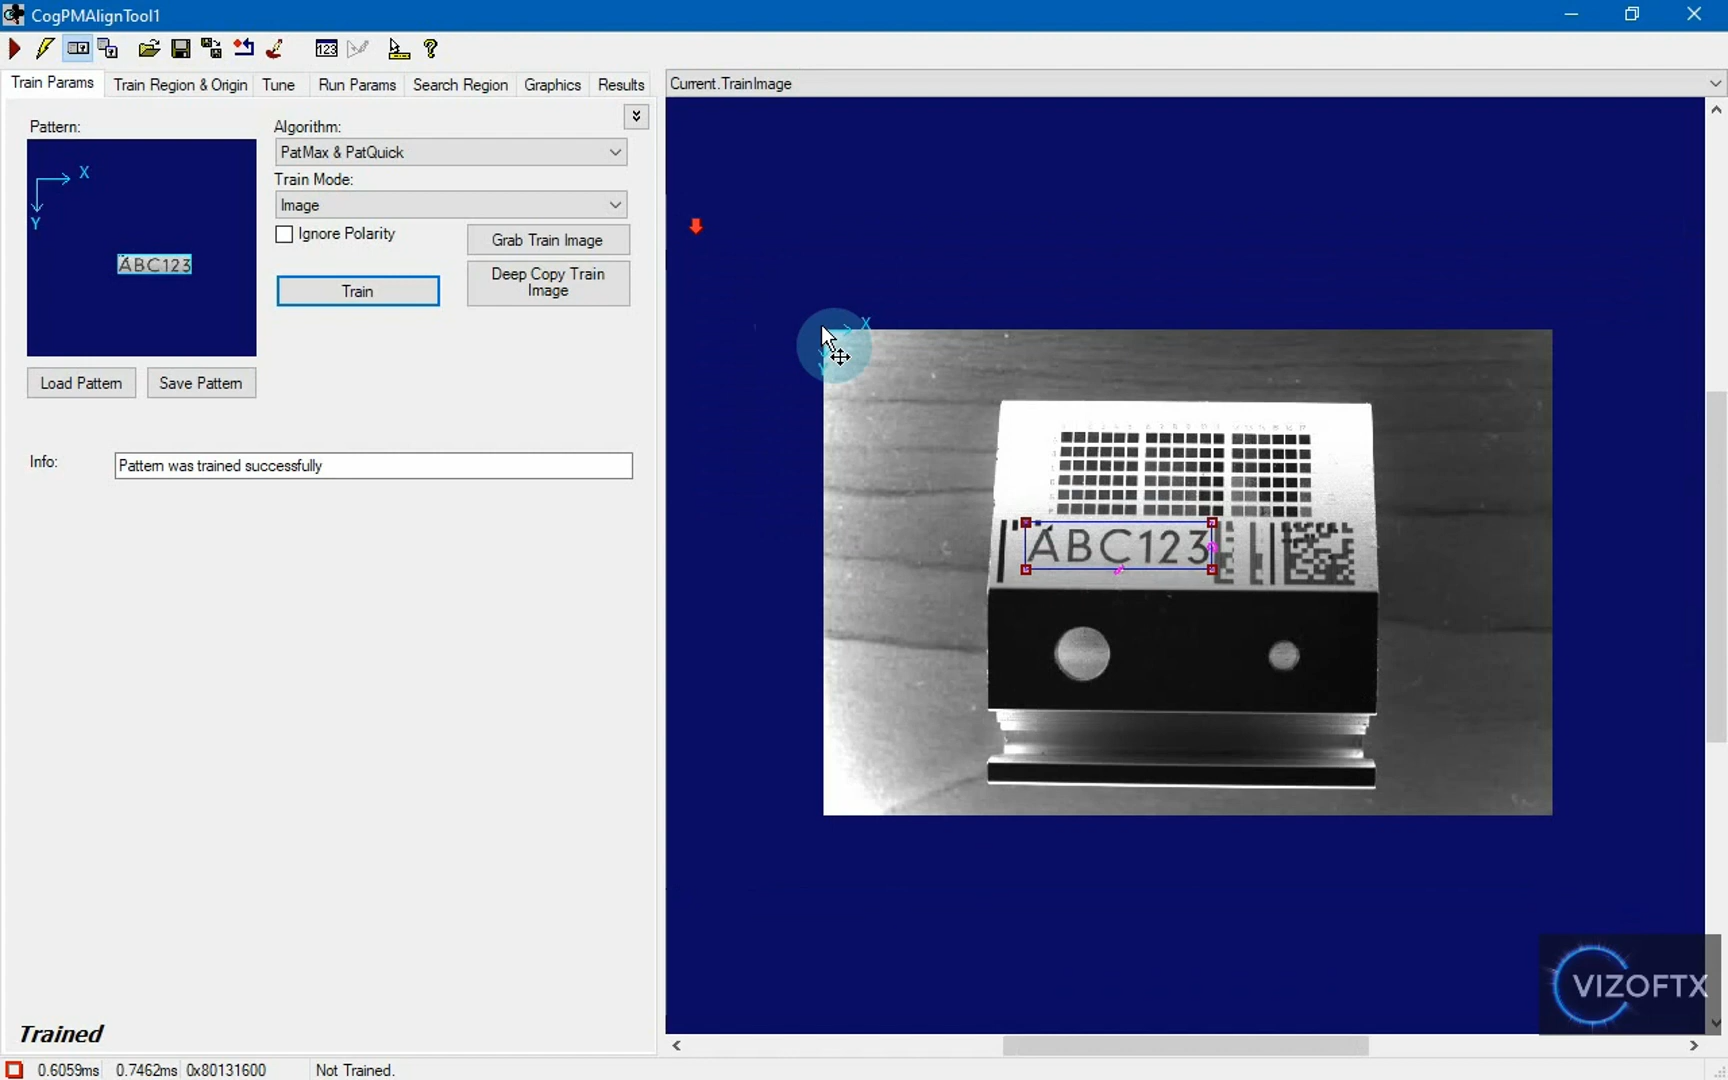 CogPMAlignTool1
Train Params
Train Region & Origin
Tune
Run Params
Search Region
Graphics
Results
Current.TrainImage
Pattern:
X
Y
ABC123
Load Pattern
Save Pattern
Algorithm:
PatMax & PatQuick
Train Mode:
Image
Ignore Polarity
Grab Train Image
Train
Deep Copy Train
Image
Info:
Pattern was trained successfully
X
Y
ABC123
VIZOFTX
Trained
0.6059ms
0.7462ms
0x80131600
Not Trained.